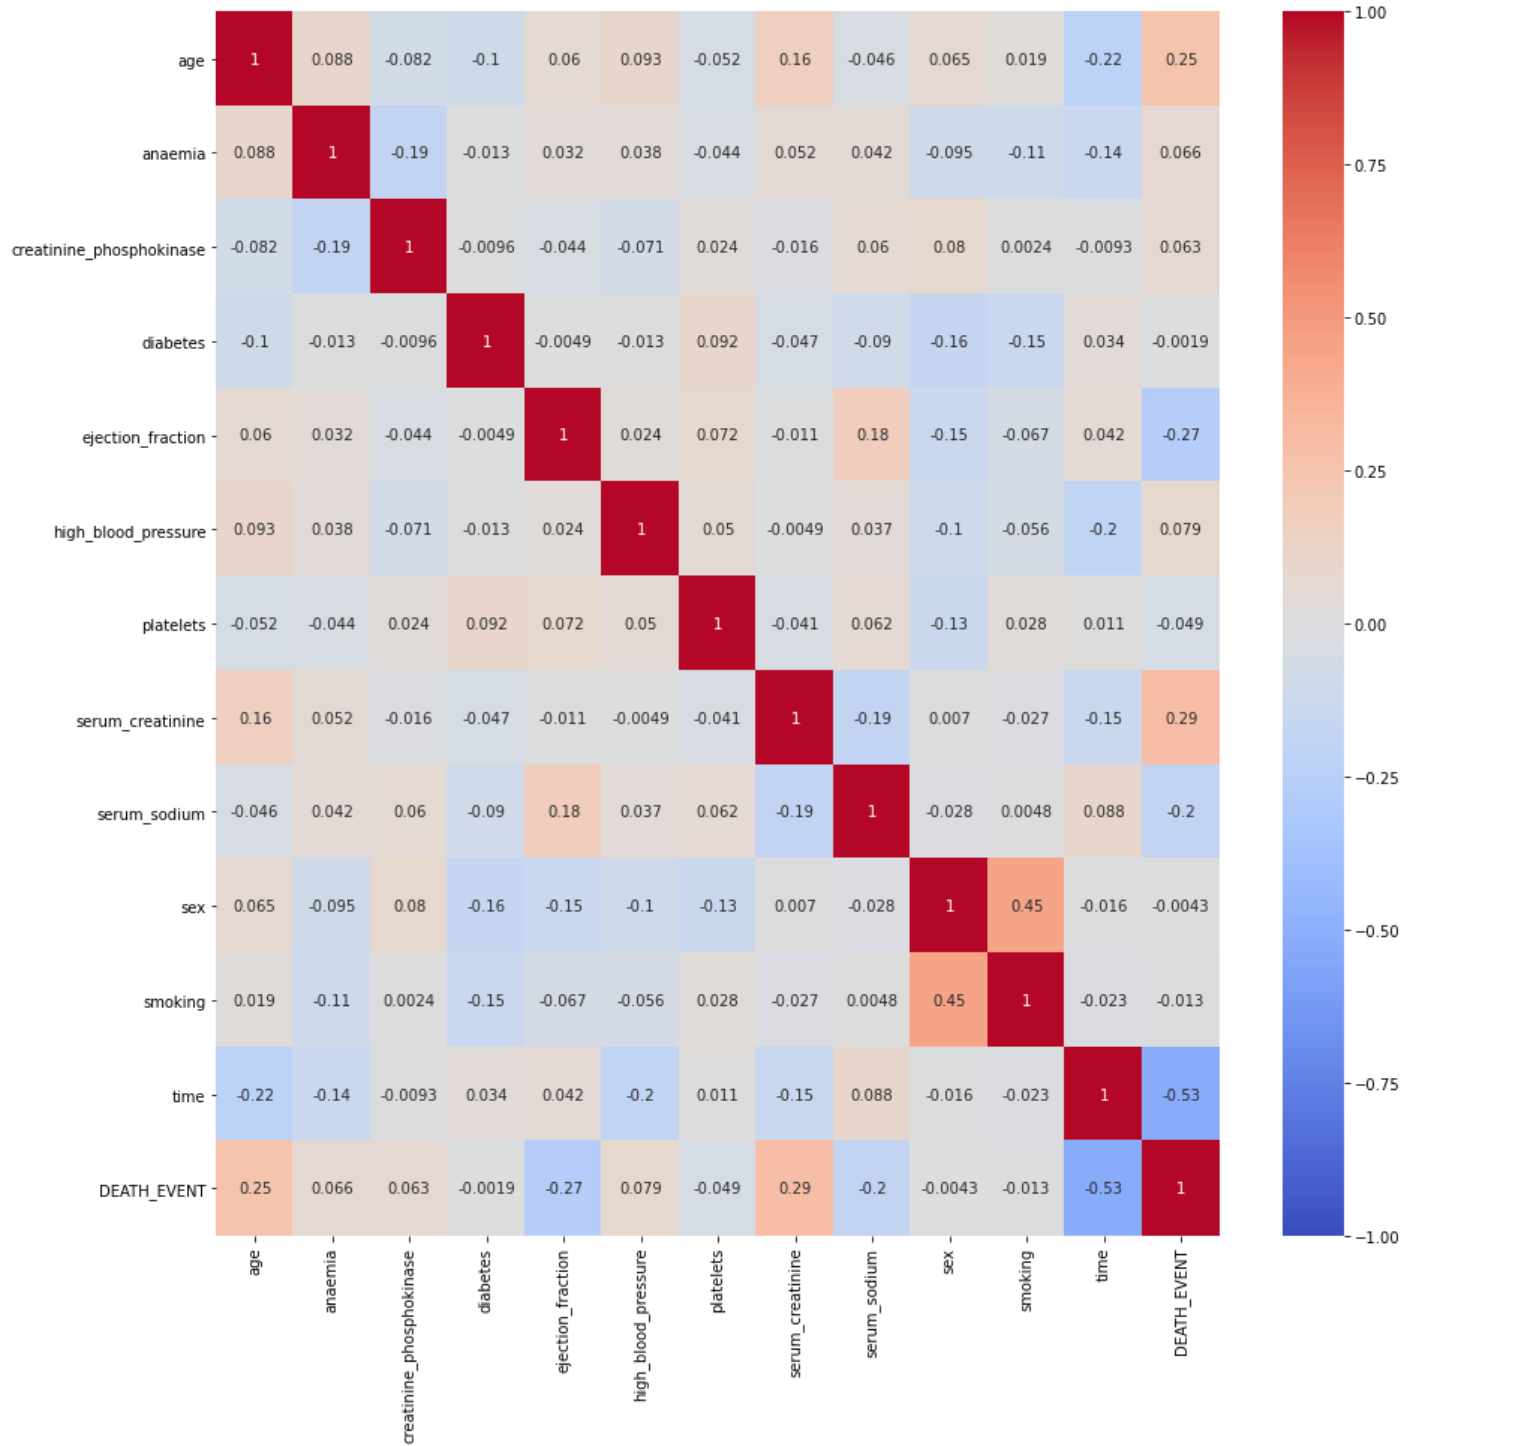 age 1 0.088 -0.082 -0.1 0.06 0.093 -0.052 0.16 -0.046 0.065 0.019 -0.22 0.25
anaemia 0.088 1 -0.19 -0.013 0.032 0.038 -0.044 0.052 0.042 -0.095 -0.11 -0.14 0.066
creatinine_phosphokinase -0.082 -0.19 1 -0.0096 -0.044 -0.071 0.024 -0.016 0.06 0.08 0.0024 -0.0093 0.063
diabetes -0.1 -0.013 -0.0096 1 -0.0049 -0.013 0.092 -0.047 -0.09 -0.16 -0.15 0.034 -0.0019
ejection_fraction 0.06 0.032 -0.044 -0.0049 1 0.024 0.072 -0.011 0.18 -0.15 -0.067 0.042 -0.27
high_blood_pressure 0.093 0.038 -0.071 -0.013 0.024 1 0.05 -0.0049 0.037 -0.1 -0.056 -0.2 0.079
platelets -0.052 -0.044 0.024 0.092 0.072 0.05 1 -0.041 0.062 -0.13 0.028 0.011 -0.049
serum_creatinine 0.16 0.052 -0.016 -0.047 -0.011 -0.0049 -0.041 1 -0.19 0.007 -0.027 -0.15 0.29
serum_sodium -0.046 0.042 0.06 -0.09 0.18 0.037 0.062 -0.19 1 -0.028 0.0048 0.088 -0.2
sex 0.065 -0.095 0.08 -0.16 -0.15 -0.1 -0.13 0.007 -0.028 1 0.45 -0.016 -0.0043
smoking 0.019 -0.11 0.0024 -0.15 -0.067 -0.056 0.028 -0.027 0.0048 0.45 1 -0.023 -0.013
time -0.22 -0.14 -0.0093 0.034 0.042 -0.2 0.011 -0.15 0.088 -0.016 -0.023 1 -0.53
DEATH_EVENT 0.25 0.066 0.063 -0.0019 -0.27 0.079 -0.049 0.29 -0.2 -0.0043 -0.013 -0.53 1
age
anaemia
creatinine_phosphokinase
diabetes
ejection_fraction
high_blood_pressure
platelets
serum_creatinine
serum_sodium
sex
smoking
time
DEATH_EVENT
1.00
0.75
0.50
0.25
0.00
−0.25
−0.50
−0.75
−1.00